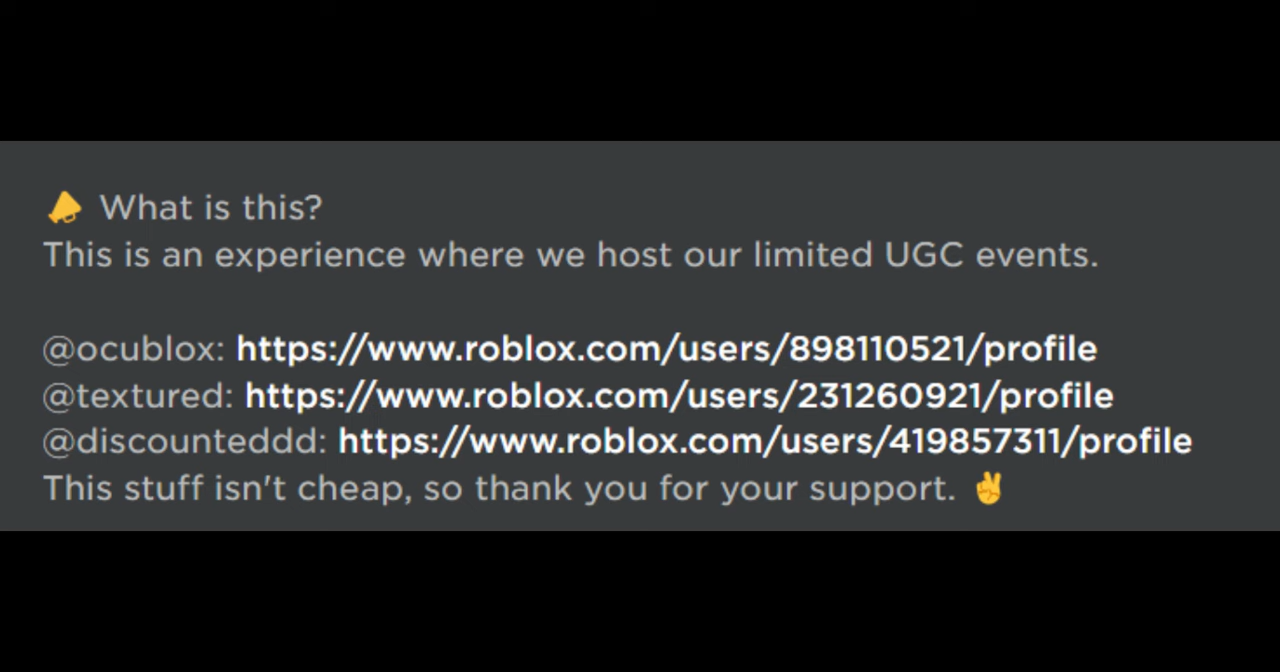 📣 What is this?
This is an experience where we host our limited UGC events.
@ocublox: https://www.roblox.com/users/898110521/profile
@textured: https://www.roblox.com/users/231260921/profile
@discounteddd: https://www.roblox.com/users/419857311/profile
This stuff isn't cheap, so thank you for your support. ✌️